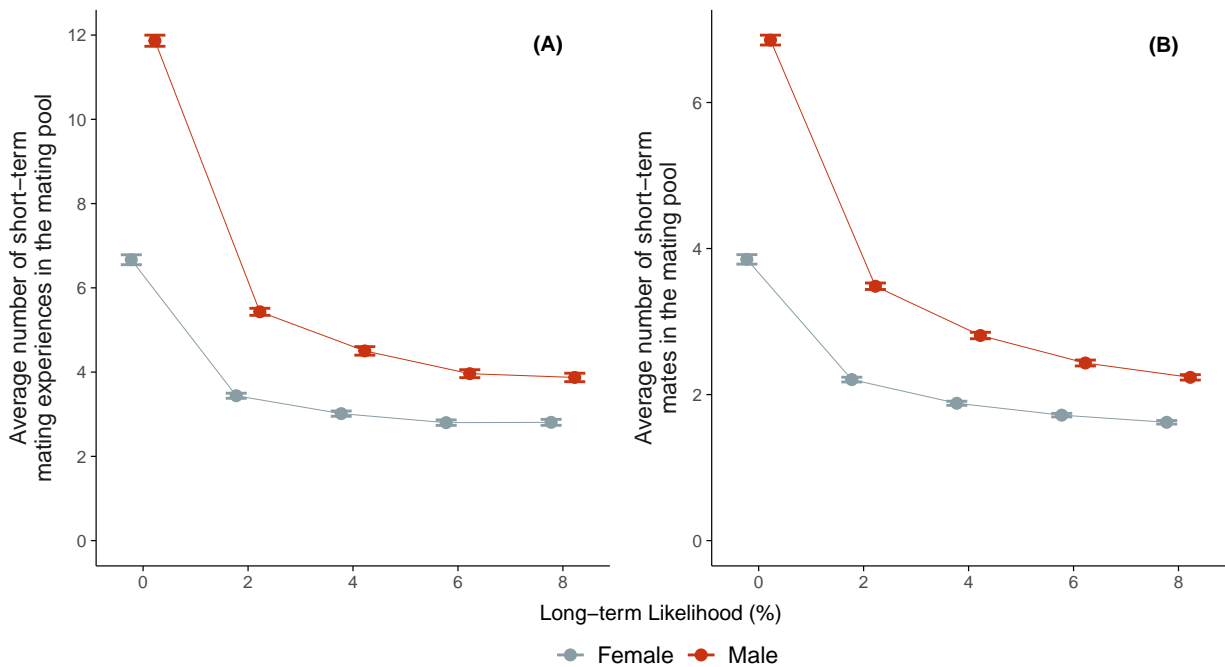 Average number of short−term
mating experiences in the mating pool
12
10
8
6
4
2
0
(A)
0 2 4 6 8
Average number of short−term
mates in the mating pool
6
4
2
0
(B)
0 2 4 6 8
Long−term Likelihood (%)
Female Male